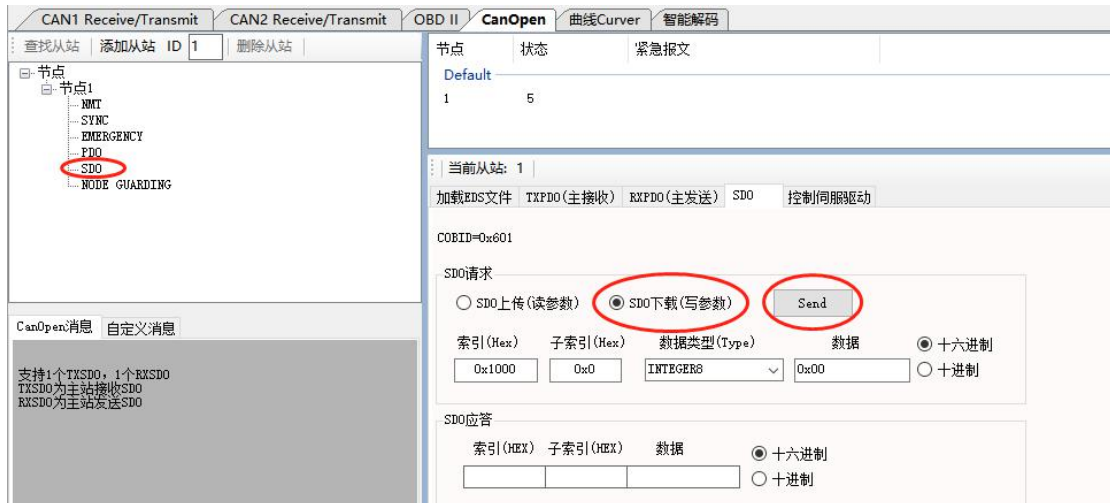 CAN1 Receive/Transmit CAN2 Receive/Transmit OBD II CanOpen 曲线Curver 智能解码
查找从站 添加从站 ID 1 删除从站
节点
节点1
NMT
SYNC
EMERGENCY
PDO
SDO
NODE GUARDING
CanOpen消息 自定义消息
支持1个TXSDO，1个RXSDO
TXSDO为主站接收SDO
RXSDO为主站发送SDO
节点 状态 紧急报文
Default
1 5
当前从站: 1
加载EDS文件 TXPDO(主接收) RXPDO(主发送) SDO 控制伺服驱动
COBID=0x601
SDO请求
SDO上传(读参数) SDO下载(写参数) Send
索引(Hex) 子索引(Hex) 数据类型(Type) 数据 十六进制
0x1000 0x0 INTEGER8 0x00 十进制
SDO应答
索引(HEX) 子索引(HEX) 数据 十六进制
十进制